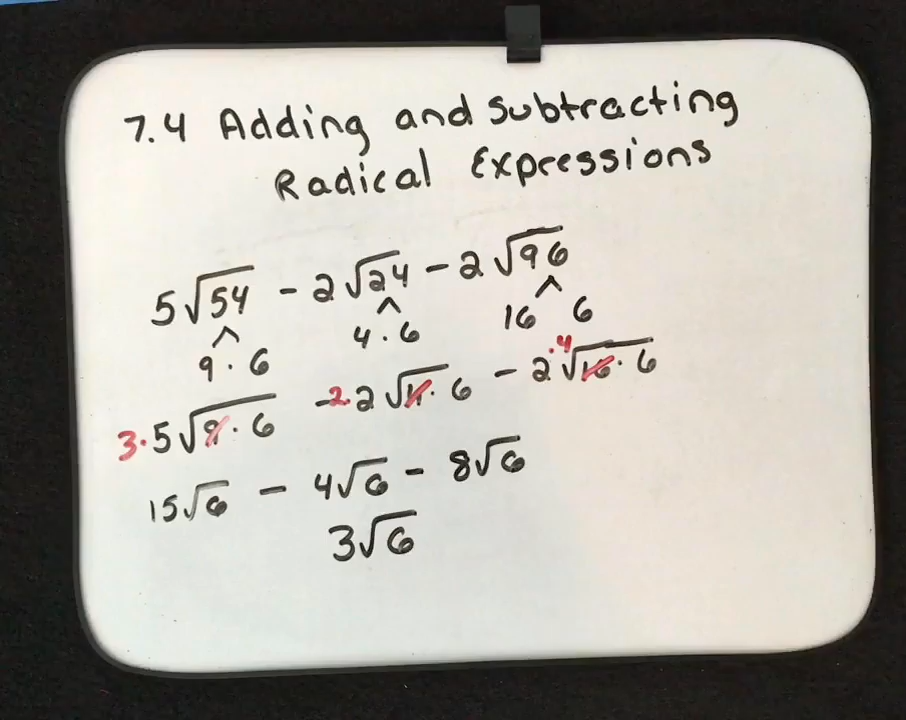 7.4 Adding and Subtracting
Radical Expressions
5√54 - 2√24 - 2√96
9 · 6 4 · 6 16 6
3·5√9·6 -2·2√4·6 - 2·4√16·6
15√6 - 4√6 - 8√6
3√6